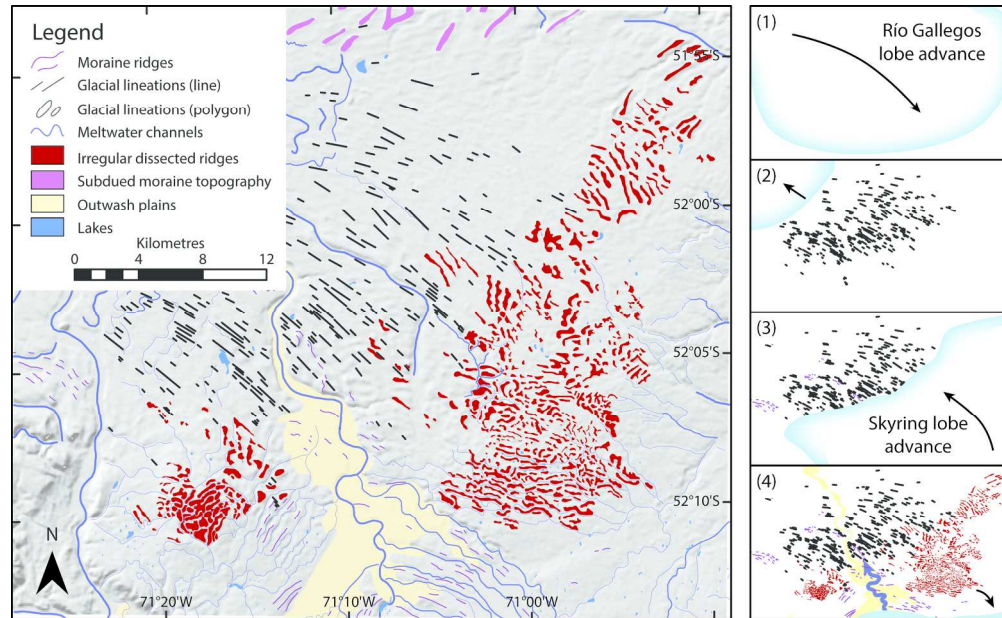 Legend
Moraine ridges
Glacial lineations (line)
Glacial lineations (polygon)
Meltwater channels
Irregular dissected ridges
Subdued moraine topography
Outwash plains
Lakes
Kilometres
0 4 8 12
N
71°20'W
71°10'W
71°00'W
51°55'S
52°00'S
52°05'S
52°10'S
(1)
Río Gallegos
lobe advance
(2)
(3)
Skyring lobe
advance
(4)